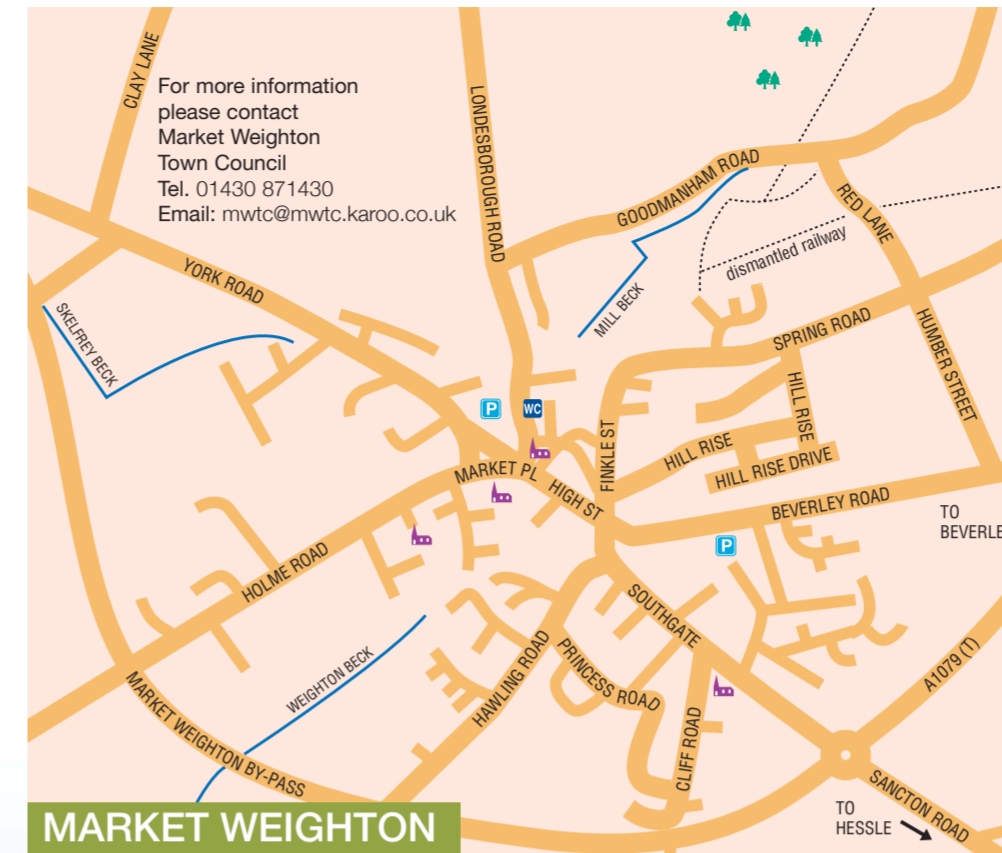 CLAY LANE
For more information
please contact
Market Weighton
Town Council
Tel. 01430 871430
Email: mwtc@mwtc.karoo.co.uk
LONDESBOROUGH ROAD
GOODMANHAM ROAD
RED LANE
dismantled railway
YORK ROAD
SKELFREY BECK
MILL BECK
SPRING ROAD
HUMBER STREET
P
WC
HILL RISE
FINKLE ST
HILL RISE
HILL RISE DRIVE
MARKET PL
HIGH ST
BEVERLEY ROAD
TO
BEVERLE
P
HOLME ROAD
SOUTHGATE
WEIGHTON BECK
HAWLING ROAD
PRINCESS ROAD
A1079 (T)
MARKET WEIGHTON BY-PASS
CLIFF ROAD
SANCTON ROAD
TO
HESSLE
MARKET WEIGHTON